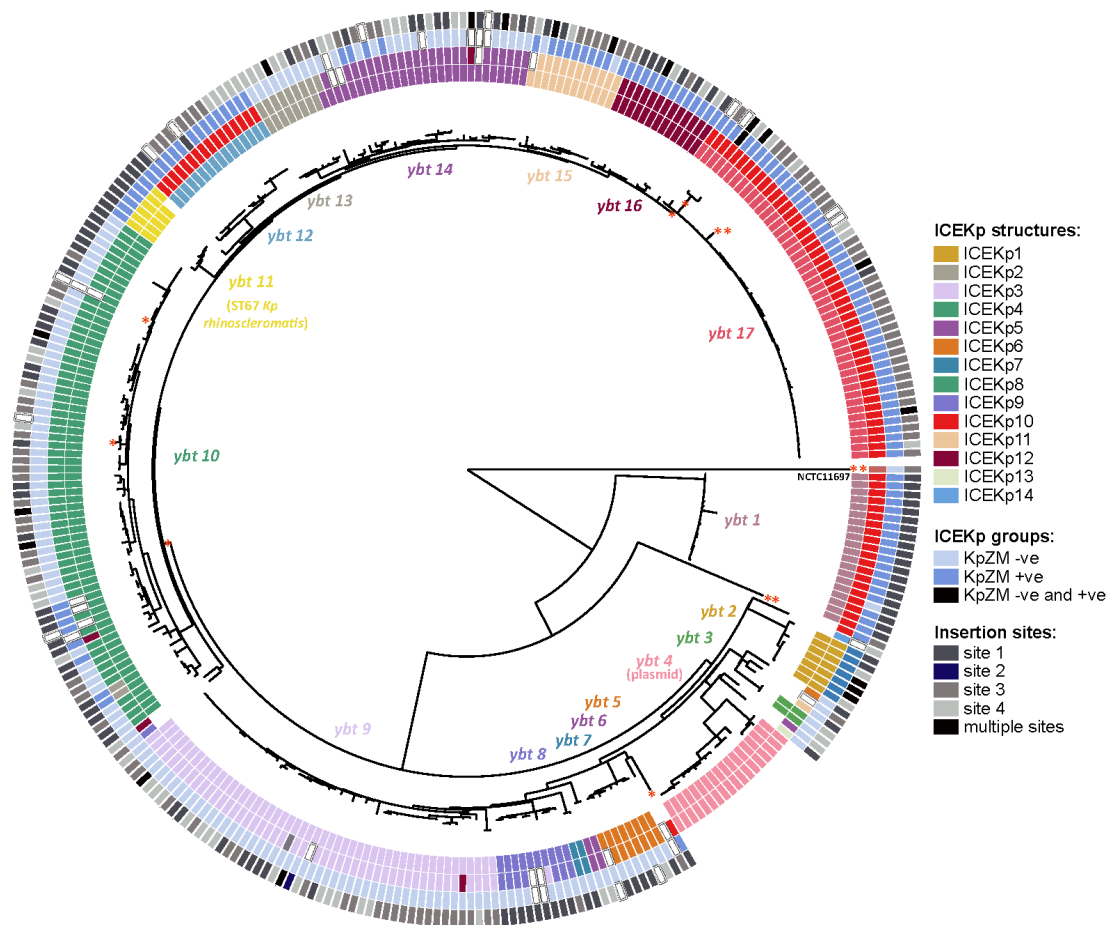 ybt 14
ybt 15
ybt 13
ybt 16
ybt 12
ybt 11
(ST67 Kp
rhinoscleromatis)
ybt 17
ybt 10
NCTC11697
ybt 1
ybt 2
ybt 3
ybt 4
(plasmid)
ybt 5
ybt 6
ybt 7
ybt 8
ybt 9
*
*
**
*
*
*
**
**
*
ICEKp structures:
ICEKp1
ICEKp2
ICEKp3
ICEKp4
ICEKp5
ICEKp6
ICEKp7
ICEKp8
ICEKp9
ICEKp10
ICEKp11
ICEKp12
ICEKp13
ICEKp14
ICEKp groups:
KpZM -ve
KpZM +ve
KpZM -ve and +ve
Insertion sites:
site 1
site 2
site 3
site 4
multiple sites